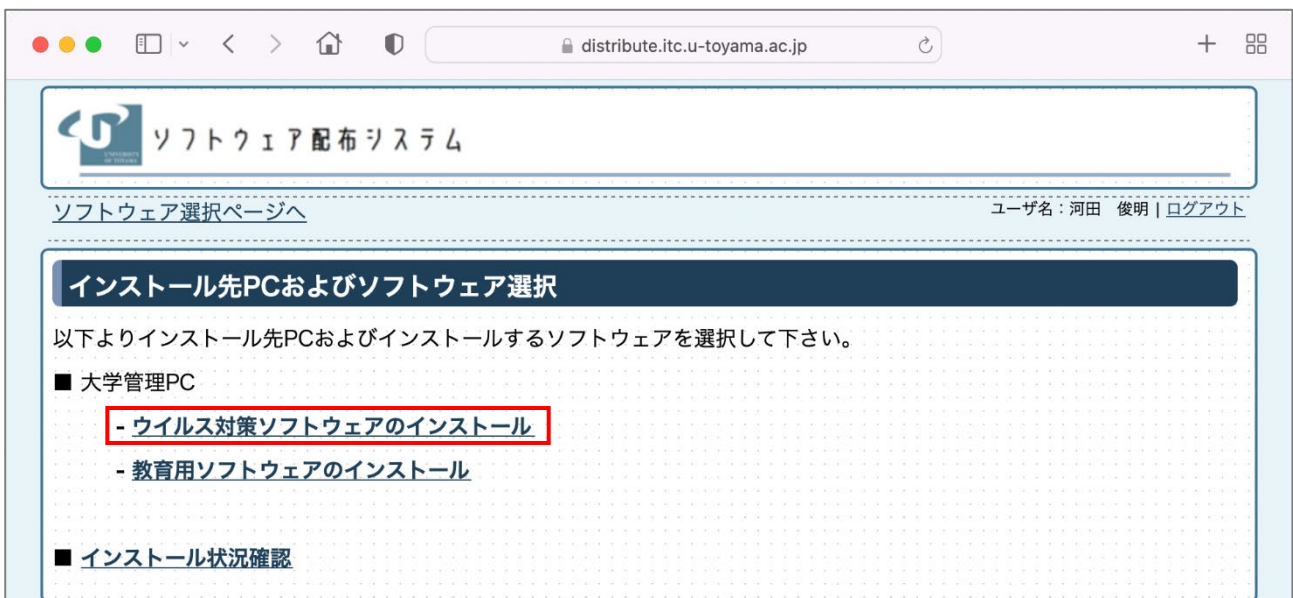 distribute.itc.u-toyama.ac.jp
UNIVERSITY
OF TOYAMA
ソフトウェア配布システム
ソフトウェア選択ページへ
ユーザ名：河田　俊明 | ログアウト
インストール先PCおよびソフトウェア選択
以下よりインストール先PCおよびインストールするソフトウェアを選択して下さい。
■ 大学管理PC
- ウイルス対策ソフトウェアのインストール
- 教育用ソフトウェアのインストール
■ インストール状況確認